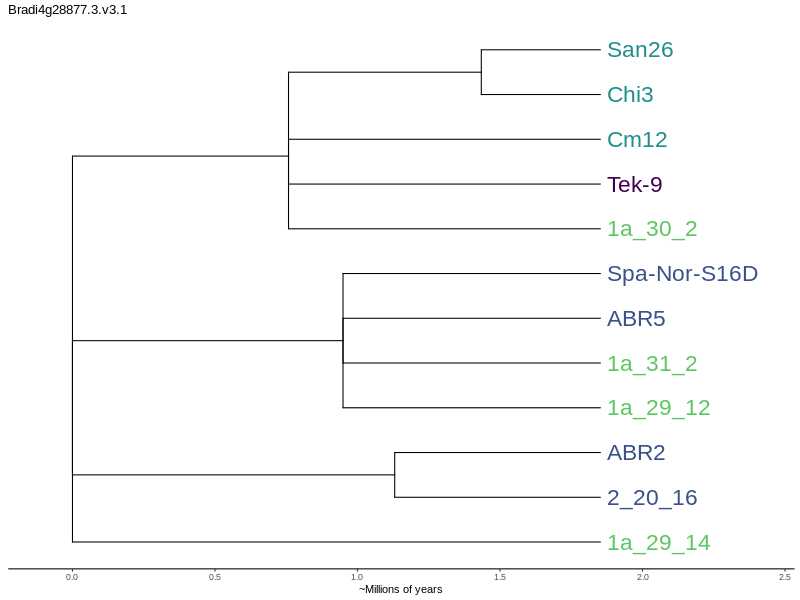 Bradi4g28877.3.v3.1
San26
Chi3
Cm12
Tek-9
1a_30_2
Spa-Nor-S16D
ABR5
1a_31_2
1a_29_12
ABR2
2_20_16
1a_29_14
0.0 0.5 1.0 1.5 2.0 2.5
~Millions of years